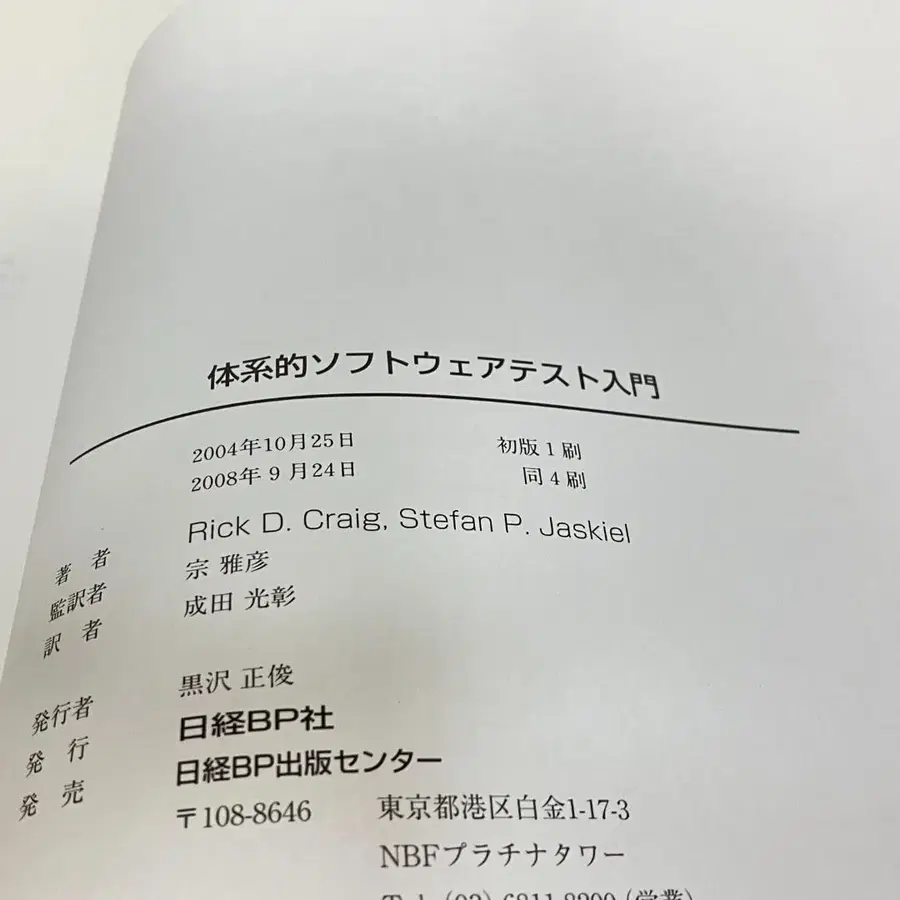 体系的ソフトウェアテスト入門
2004年10月25日 初版1刷
2008年 9 月24日 同4刷
著 者 Rick D. Craig, Stefan P. Jaskiel
監訳者 宗 雅彦
訳 者 成田 光彰
発行者 黒沢 正俊
発 行 日経BP社
発 売 日経BP出版センター
〒108-8646 東京都港区白金1-17-3
NBFプラチナタワー